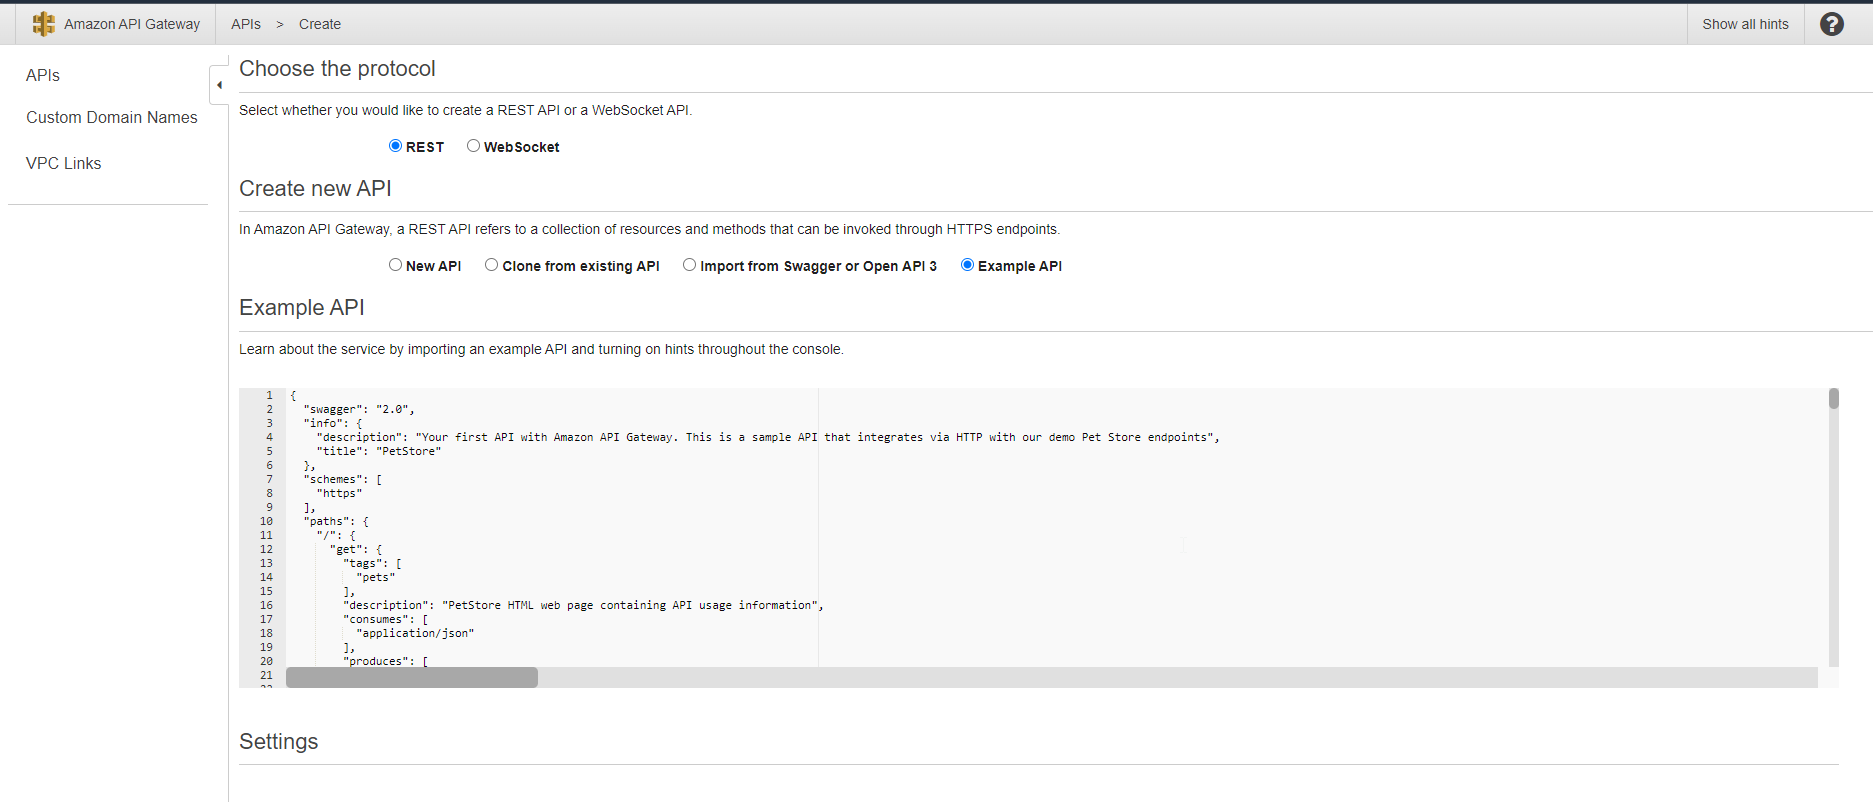 Amazon API Gateway
APIs > Create
Show all hints
?
APIs
Custom Domain Names
VPC Links
Choose the protocol
Select whether you would like to create a REST API or a WebSocket API.
REST WebSocket
Create new API
In Amazon API Gateway, a REST API refers to a collection of resources and methods that can be invoked through HTTPS endpoints.
New API Clone from existing API Import from Swagger or Open API 3 Example API
Example API
Learn about the service by importing an example API and turning on hints throughout the console.
1 {
2 "swagger": "2.0",
3 "info": {
4 "description": "Your first API with Amazon API Gateway. This is a sample API that integrates via HTTP with our demo Pet Store endpoints",
5 "title": "PetStore"
6 },
7 "schemes": [
8 "https"
9 ],
10 "paths": {
11 "/": {
12 "get": {
13 "tags": [
14 "pets"
15 ],
16 "description": "PetStore HTML web page containing API usage information",
17 "consumes": [
18 "application/json"
19 ],
20 "produces": [
21
Settings